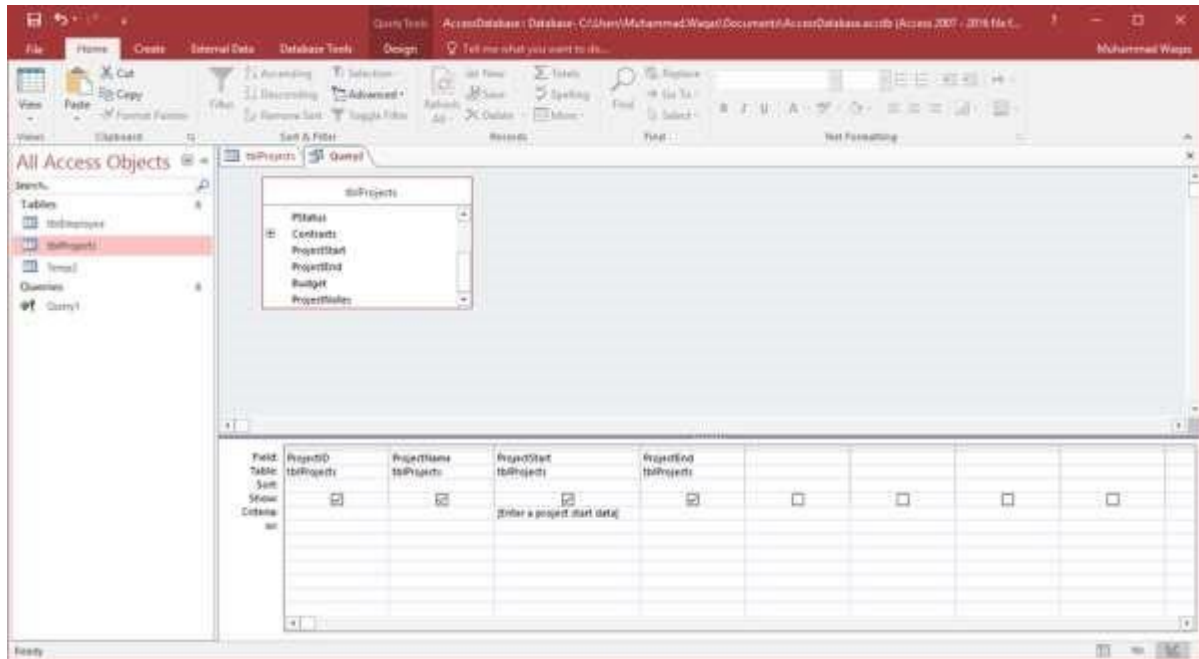 Query Tools
AccessDatabase : Database- C:\Users\Muhammad.Waqas\Documents\AccessDatabase.accdb (Access 2007 - 2016 file f...
?
File Home Create External Data Database Tools Design Tell me what you want to do...
Muhammad Waqas
View
Paste
Cut
Copy
Format Painter
Filter
Ascending
Descending
Remove Sort
Selection
Advanced
Toggle Filter
Refresh
All
New
Save
Delete
Totals
Spelling
More
Find
Replace
Go To
Select
B I U A
Views
Clipboard
Sort & Filter
Records
Find
Text Formatting
All Access Objects
Search...
Tables
tblEmployee
tblProjects
Queries
Query1
tblProjects
Query1
tblProjects
PStatus
Contracts
ProjectStart
ProjectEnd
Budget
ProjectNotes
Field: ProjectID ProjectName ProjectStart ProjectEnd
Table: tblProjects tblProjects tblProjects tblProjects
Sort:
Show:
Criteria: [Enter a project start data]
or:
Ready